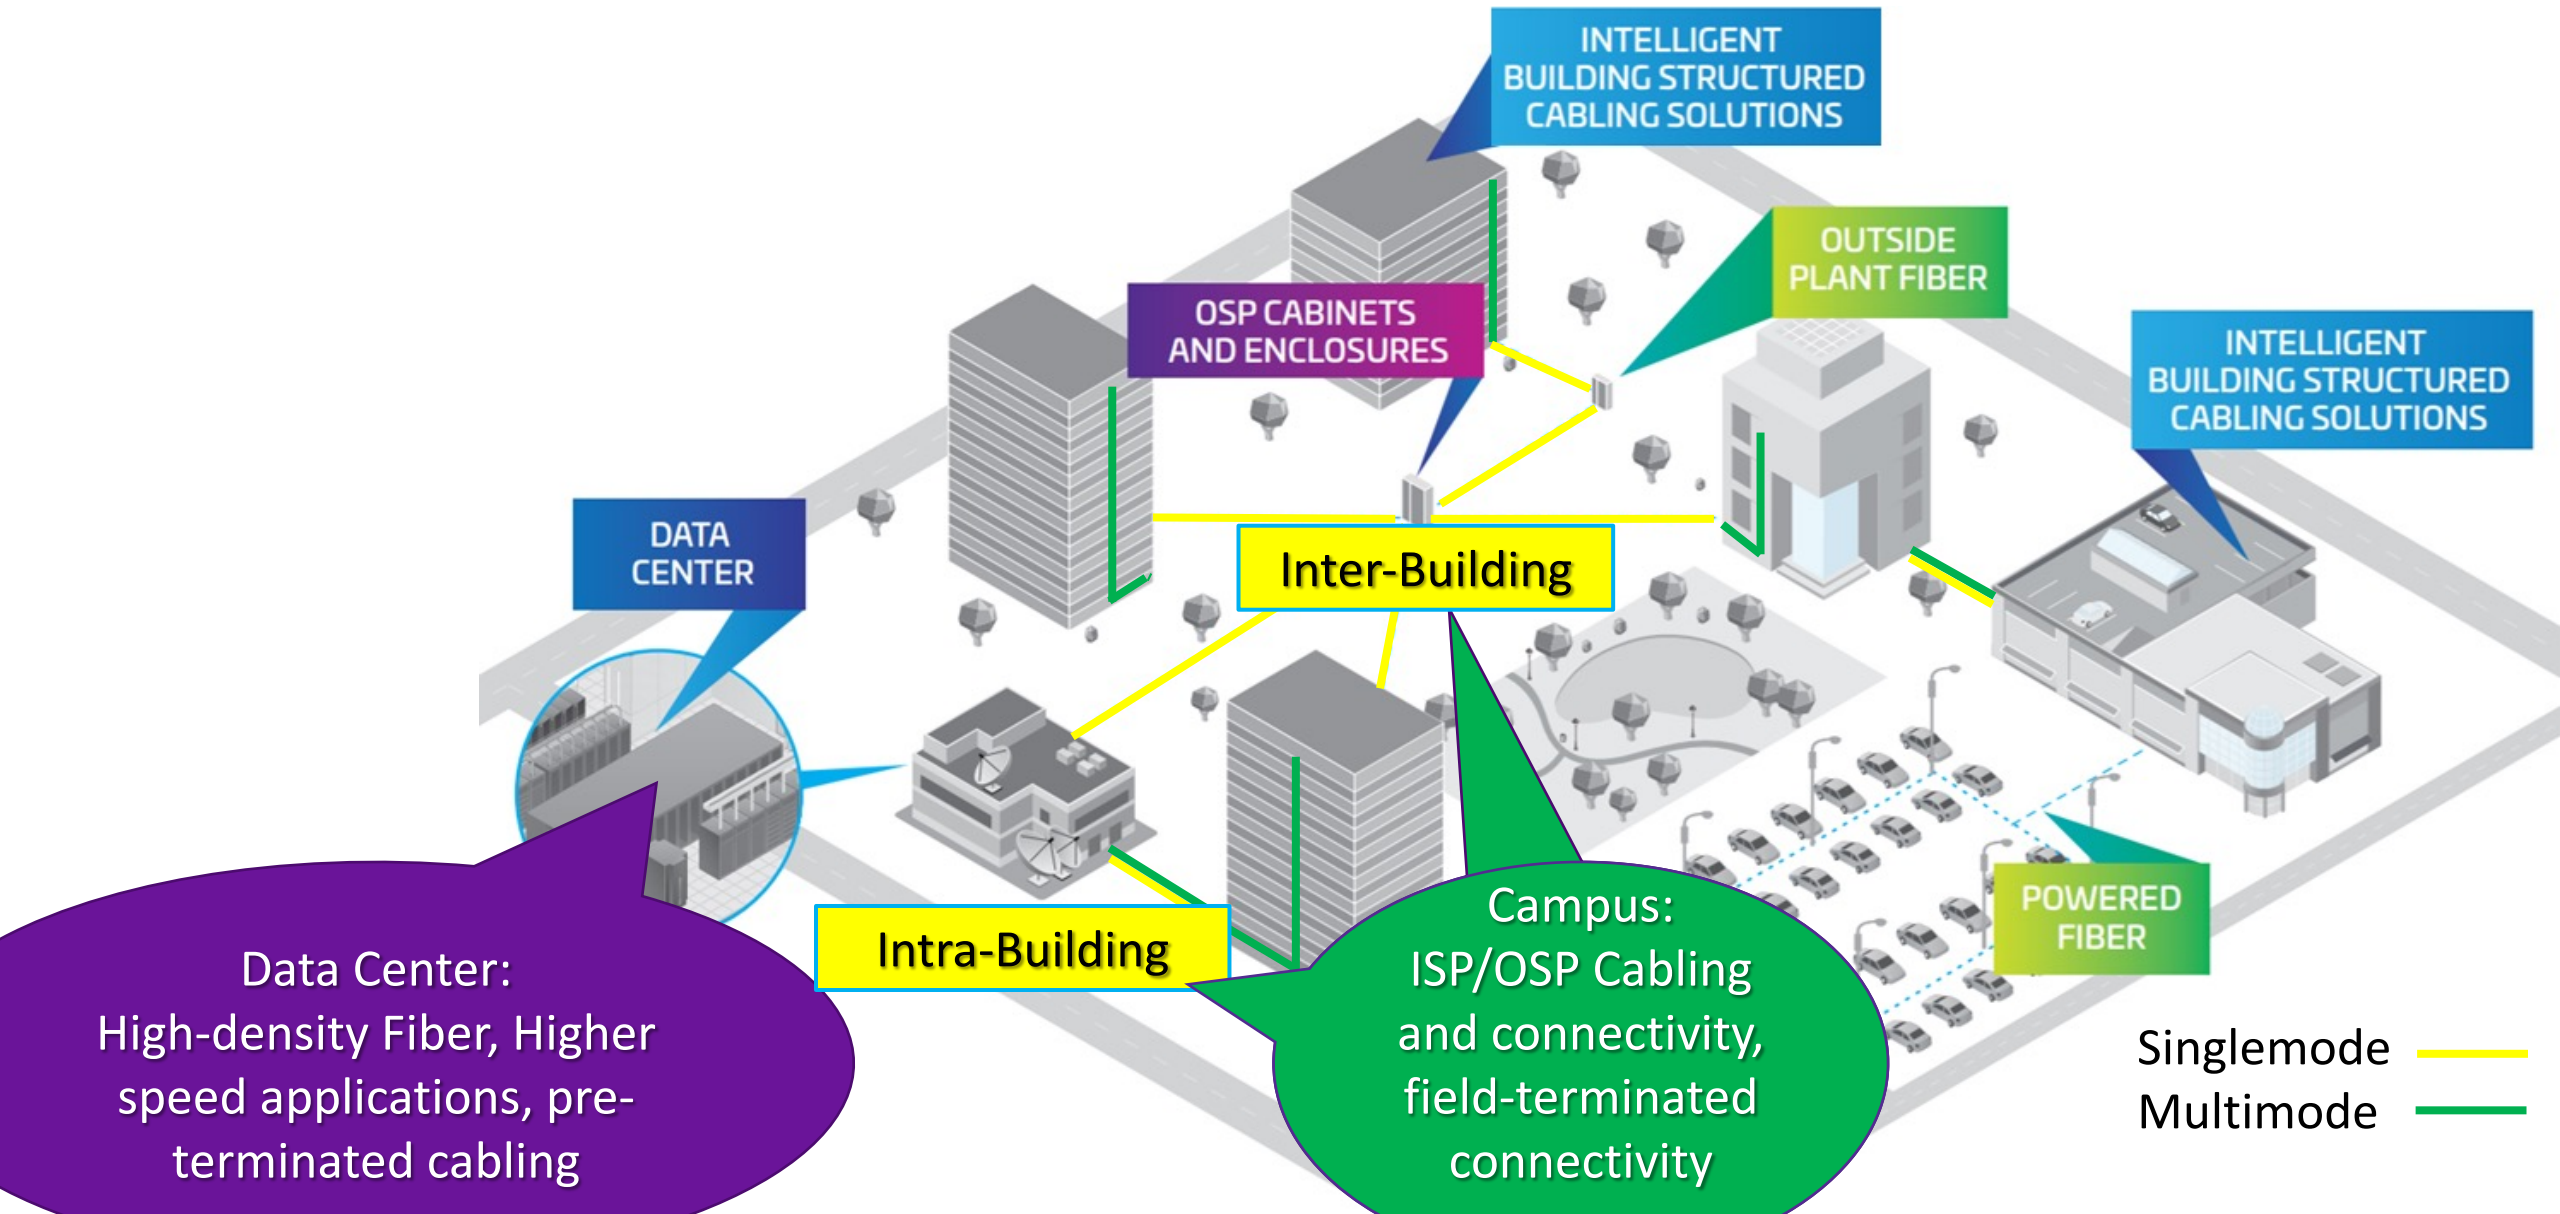 INTELLIGENT
BUILDING STRUCTURED
CABLING SOLUTIONS
OUTSIDE
PLANT FIBER
OSP CABINETS
AND ENCLOSURES
INTELLIGENT
BUILDING STRUCTURED
CABLING SOLUTIONS
DATA
CENTER
Inter-Building
POWERED
FIBER
Intra-Building
Data Center:
High-density Fiber, Higher
speed applications, pre-
terminated cabling
Campus:
ISP/OSP Cabling
and connectivity,
field-terminated
connectivity
Singlemode
Multimode